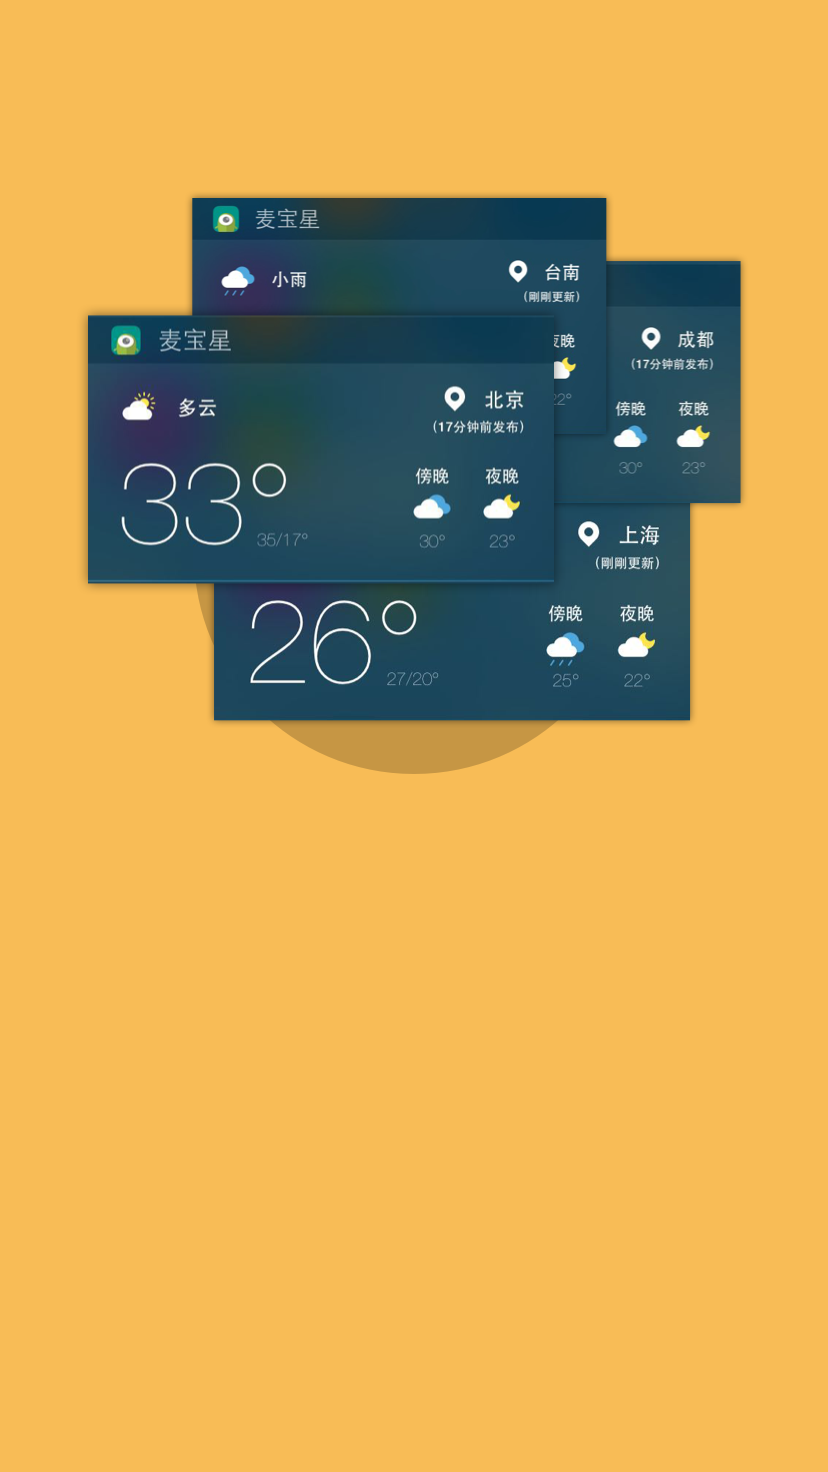 麦宝星
小雨
台南
(剛剛更新)
夜晚
22°
成都
(17分钟前发布)
傍晚 夜晚
30° 23°
麦宝星
多云
北京
(17分钟前发布)
33°
35/17°
傍晚 夜晚
30° 23°
上海
(刚刚更新)
26°
27/20°
傍晚 夜晚
25° 22°